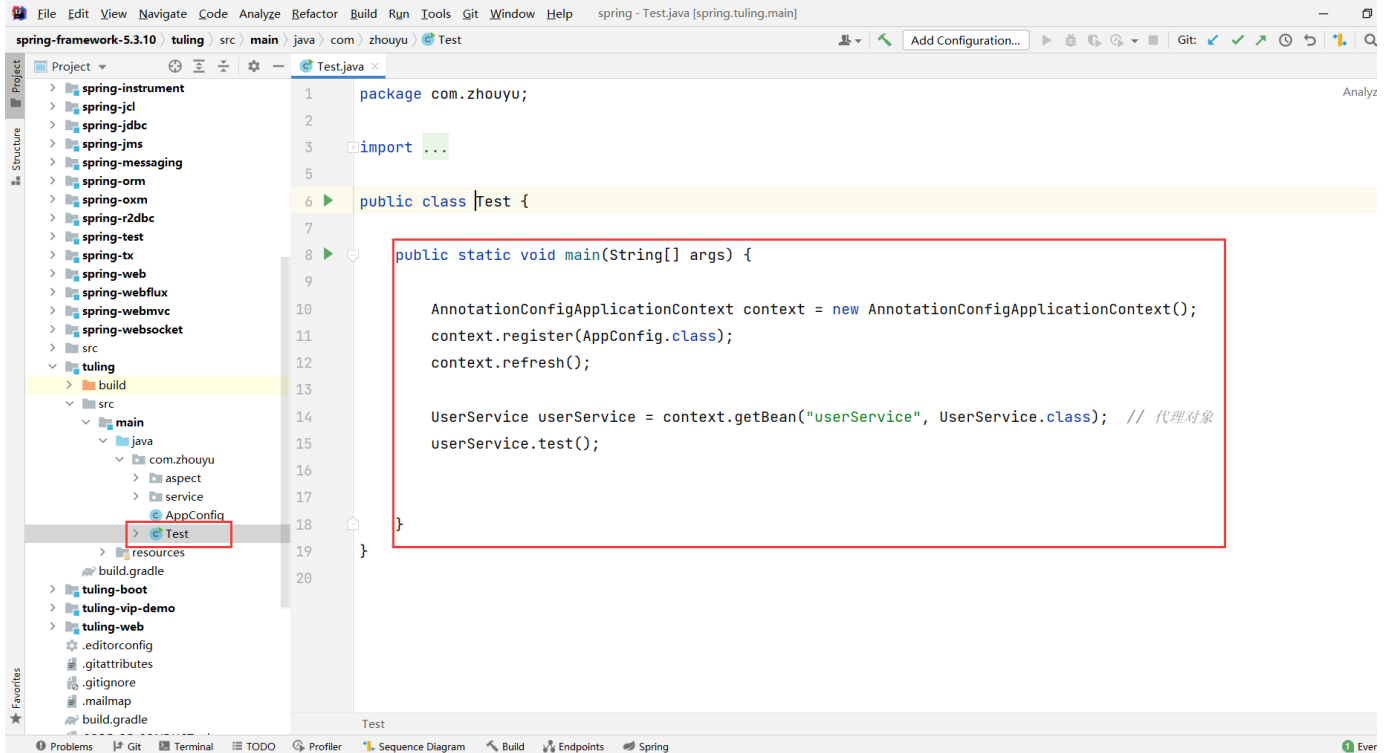 File Edit View Navigate Code Analyze Refactor Build Run Tools Git Window Help spring - Test.java [spring.tuling.main]
spring-framework-5.3.10 tuling src main java com zhouyu Test Add Configuration... Git:
Project Test.java
Project
Structure
Favorites
spring-instrument
spring-jcl
spring-jdbc
spring-jms
spring-messaging
spring-orm
spring-oxm
spring-r2dbc
spring-test
spring-tx
spring-web
spring-webflux
spring-webmvc
spring-websocket
src
tuling
build
src
main
java
com.zhouyu
aspect
service
AppConfig
Test
resources
build.gradle
tuling-boot
tuling-vip-demo
tuling-web
.editorconfig
.gitattributes
.gitignore
.mailmap
build.gradle
1 package com.zhouyu;
Analyz
2
3 import ...
5
6 public class Test {
7
8 public static void main(String[] args) {
9
10 AnnotationConfigApplicationContext context = new AnnotationConfigApplicationContext();
11 context.register(AppConfig.class);
12 context.refresh();
13
14 UserService userService = context.getBean("userService", UserService.class); // 代理对象
15 userService.test();
16
17
18 }
19 }
20
Test
Problems Git Terminal TODO Profiler Sequence Diagram Build Endpoints Spring 1 Ever